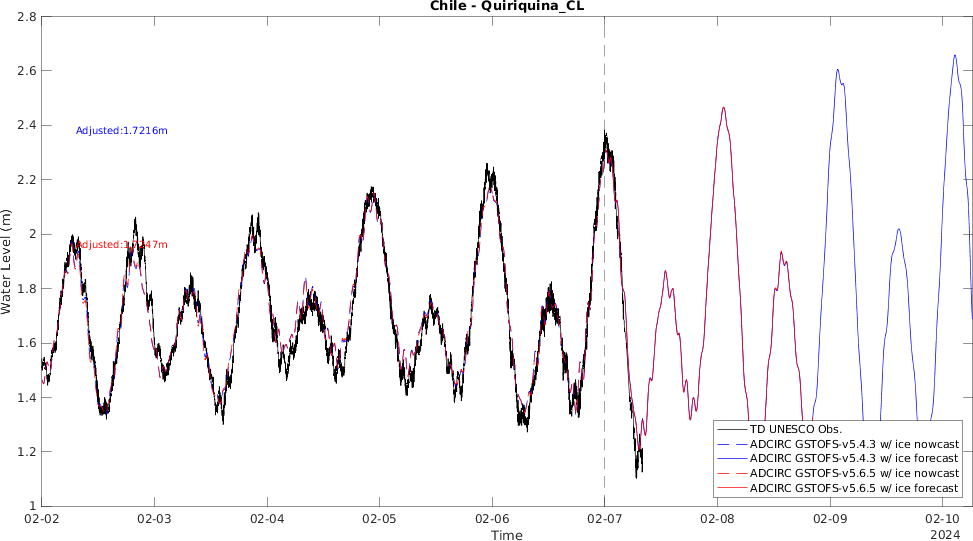 Chile - Quiriquina_CL
2.8
2.6
2.4
2.2
2
1.8
1.6
1.4
1.2
1
Water Level (m)
Adjusted:1.7216m
TD UNESCO Obs.
ADCIRC GSTOFS-v5.4.3 w/ ice nowcast
ADCIRC GSTOFS-v5.4.3 w/ ice forecast
ADCIRC GSTOFS-v5.6.5 w/ ice nowcast
ADCIRC GSTOFS-v5.6.5 w/ ice forecast
02-02 02-03 02-04 02-05 02-06 02-07 02-08 02-09 02-10
Time
2024